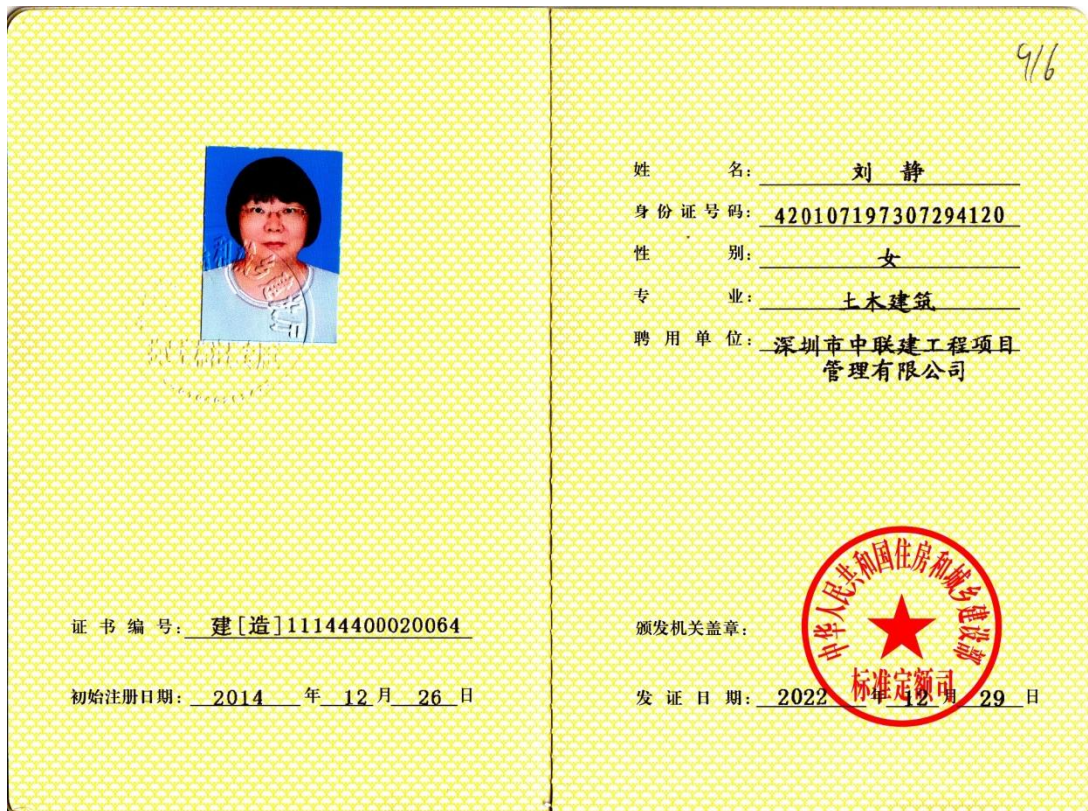 916
姓名: 刘静
身份证号码: 420107197307294120
性别: 女
专业: 土木建筑
聘用单位: 深圳市中联建工程项目
管理有限公司
证书编号: 建[造]11144400020064
初始注册日期: 2014 年 12 月 26 日
中华人民共和国住房和城乡建设部
标准定额司
颁发机关盖章:
发证日期: 2022 年 12 月 29 日